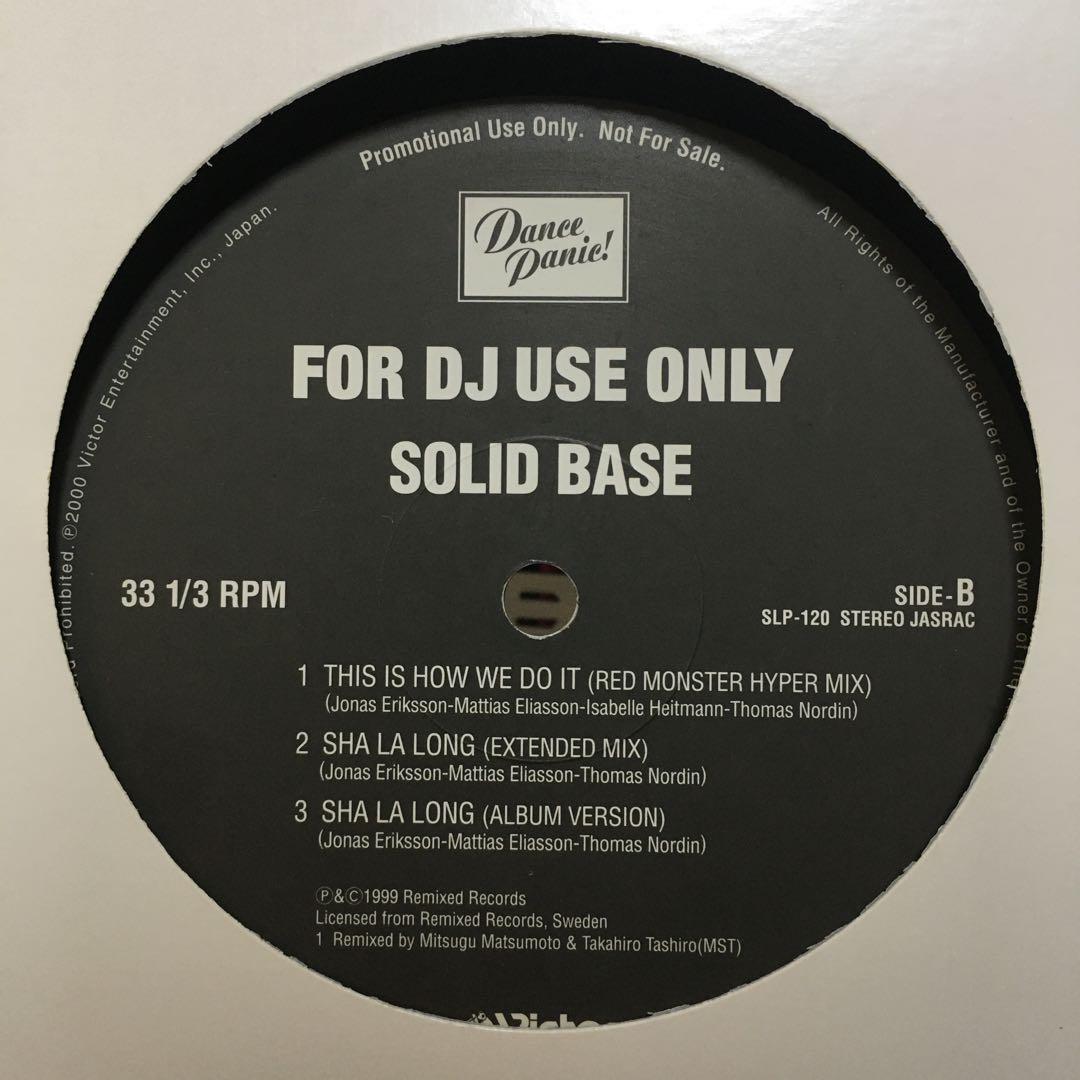 Promotional Use Only. Not For Sale.
Dance
Panic!
FOR DJ USE ONLY
SOLID BASE
33 1/3 RPM
SIDE-B
SLP-120 STEREO JASRAC
1 THIS IS HOW WE DO IT (RED MONSTER HYPER MIX)
(Jonas Eriksson-Mattias Eliasson-Isabelle Heitmann-Thomas Nordin)
2 SHA LA LONG (EXTENDED MIX)
(Jonas Eriksson-Mattias Eliasson-Thomas Nordin)
3 SHA LA LONG (ALBUM VERSION)
(Jonas Eriksson-Mattias Eliasson-Thomas Nordin)
Ⓟ&Ⓒ1999 Remixed Records
Licensed from Remixed Records, Sweden
1 Remixed by Mitsugu Matsumoto & Takahiro Tashiro(MST)
All Rights of the Manufacturer and of the Owner of the
Prohibited. Ⓟ2000 Victor Entertainment, Inc., Japan.